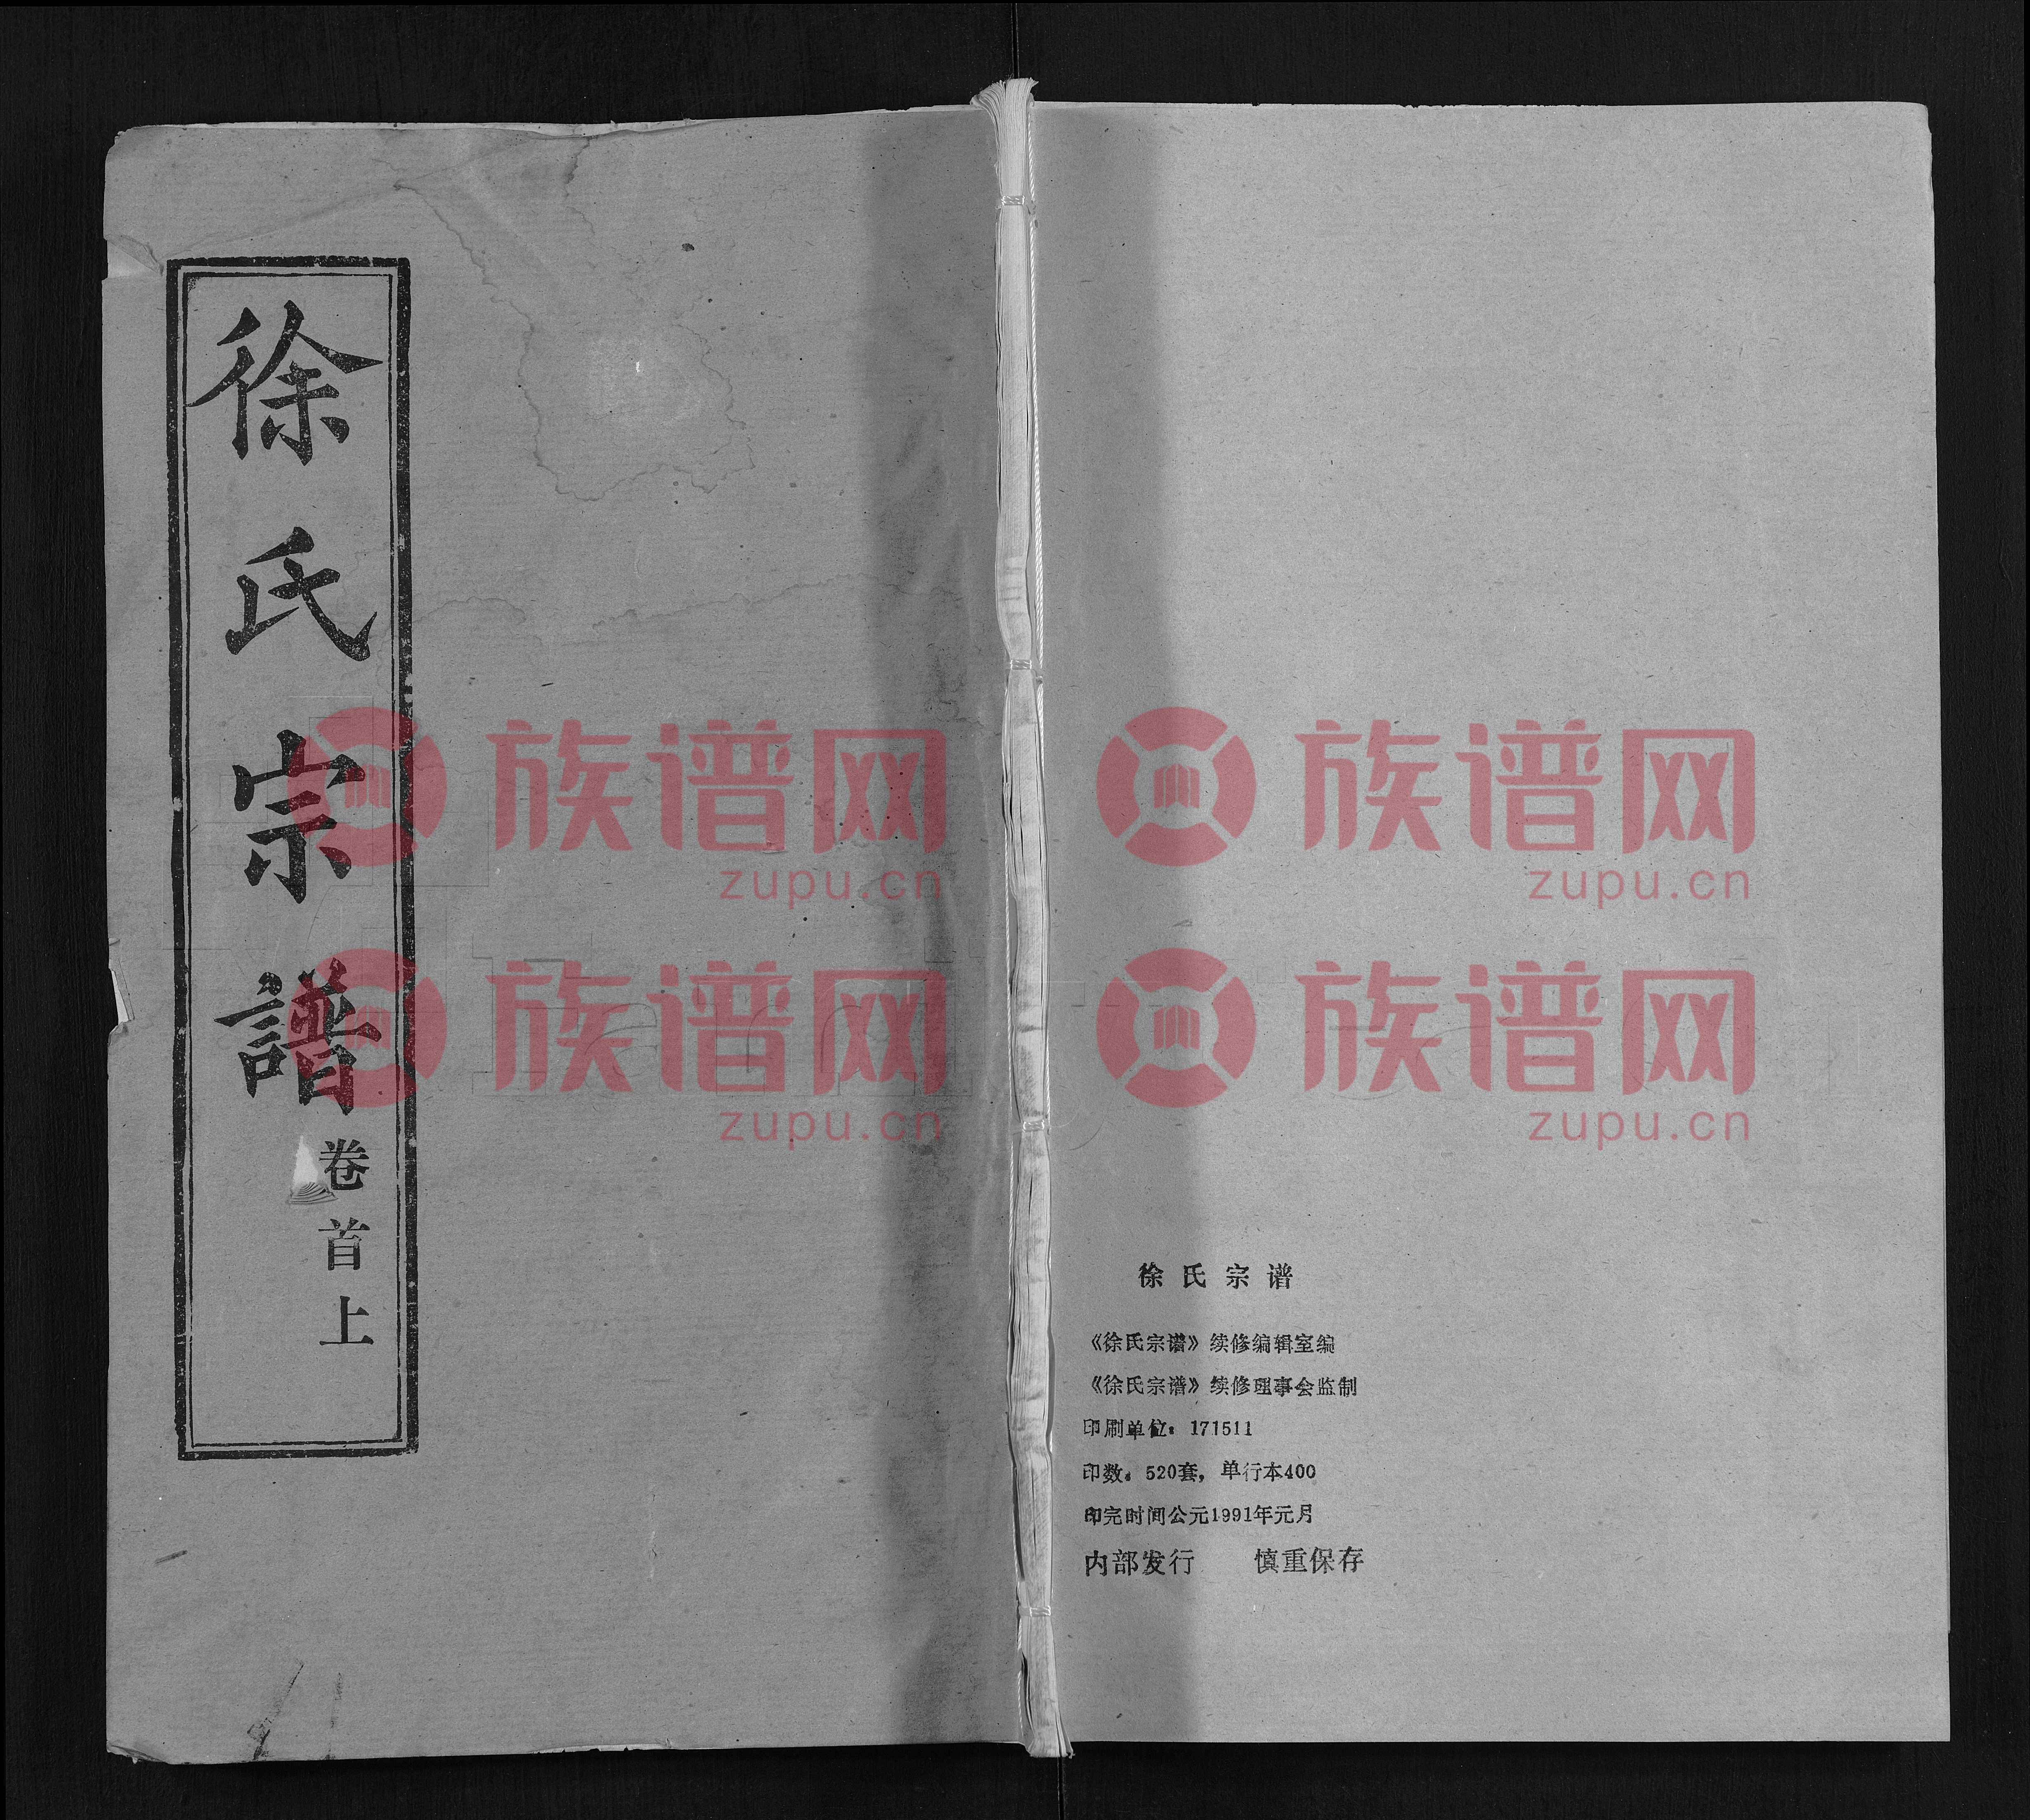 徐氏宗譜
卷首上
徐氏宗谱
《徐氏宗谱》续修编辑室编
《徐氏宗谱》续修理事会监制
印刷单位：171511
印数：520套，单行本400
印完时间公元1991年元月
内部发行 慎重保存
族谱网
zupu.cn
族谱网
zupu.cn
族谱网
zupu.cn
族谱网
zupu.cn